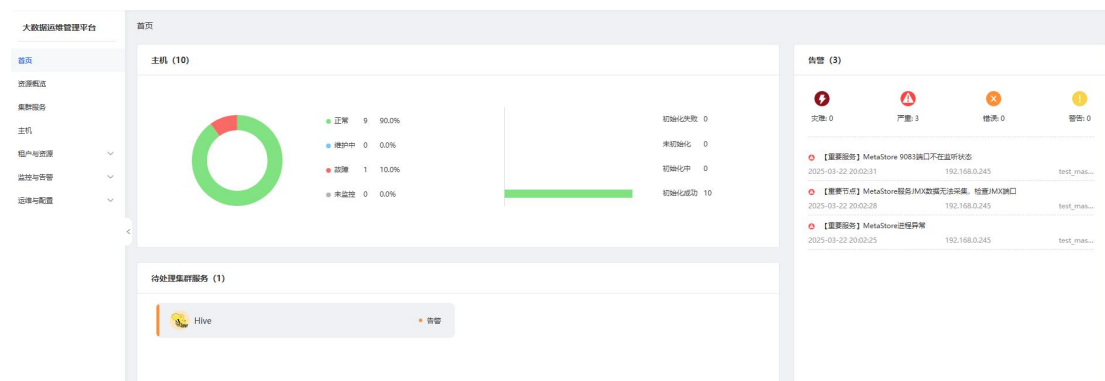 大数据运维管理平台
首页
资源概览
集群服务
主机
租户与资源
监控与告警
运维与配置
首页
主机（10）
正常 9 90.0%
维护中 0 0.0%
故障 1 10.0%
未监控 0 0.0%
初始化失败 0
未初始化 0
初始化中 0
初始化成功 10
待处理集群服务（1）
Hive 告警
告警（3）
灾难: 0 严重: 3 错误: 0 警告: 0
【重要服务】MetaStore 9083端口不在监听状态
2025-03-22 20:02:31 192.168.0.245 test_mas...
【重要节点】MetaStore服务JMX数据无法采集，检查JMX端口
2025-03-22 20:02:28 192.168.0.245 test_mas...
【重要服务】MetaStore进程异常
2025-03-22 20:02:25 192.168.0.245 test_mas...